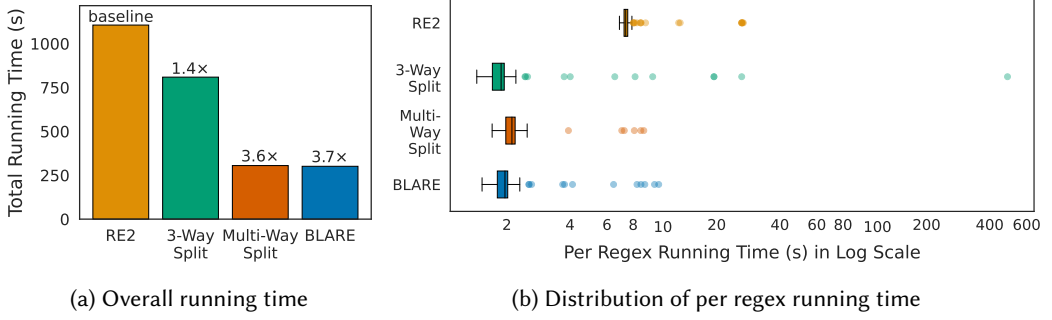 Total Running Time (s)
1000
750
500
250
0
baseline
1.4×
3.6×
3.7×
RE2
3-Way
Split
Multi-Way
Split
BLARE
(a) Overall running time
RE2
3-Way
Split
Multi-
Way
Split
BLARE
2 4 6 8 10 20 40 60 80 100 200 400 600
Per Regex Running Time (s) in Log Scale
(b) Distribution of per regex running time